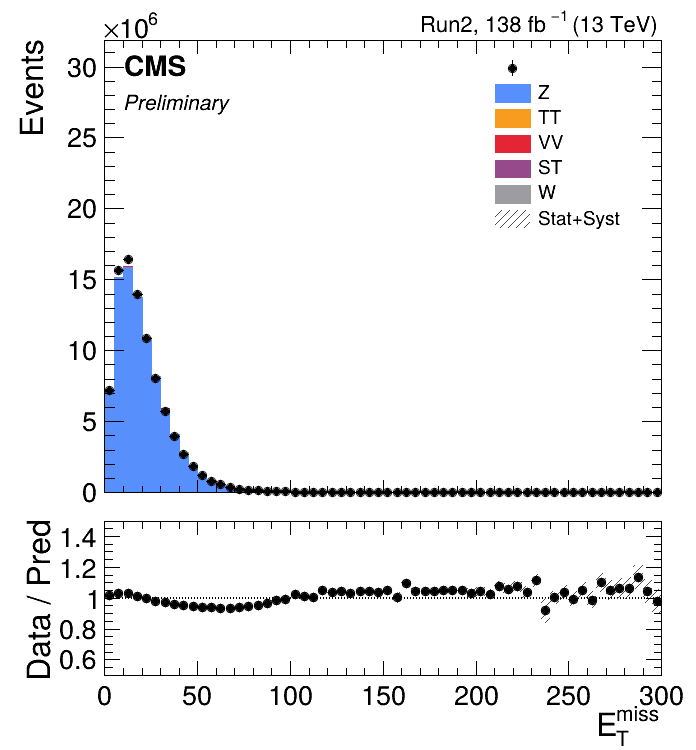 ×10⁶
Run2, 138 fb⁻¹ (13 TeV)
Events
CMS
Preliminary
Z
TT
VV
ST
W
Stat+Syst
30
25
20
15
10
5
0
Data / Pred
1.4
1.2
1
0.8
0.6
0 50 100 150 200 250 300
E_T^miss